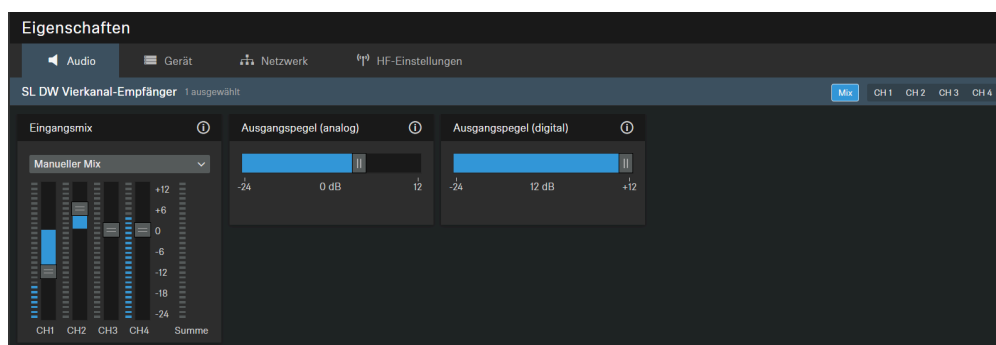 Eigenschaften
Audio Gerät Netzwerk HF-Einstellungen
SL DW Vierkanal-Empfänger 1 ausgewählt Mix CH 1 CH 2 CH 3 CH 4
Eingangsmix Ausgangspegel (analog) Ausgangspegel (digital)
Manueller Mix
-24 0 dB 12 -24 12 dB +12
+12
+6
0
-6
-12
-18
-24
CH1 CH2 CH3 CH4 Summe